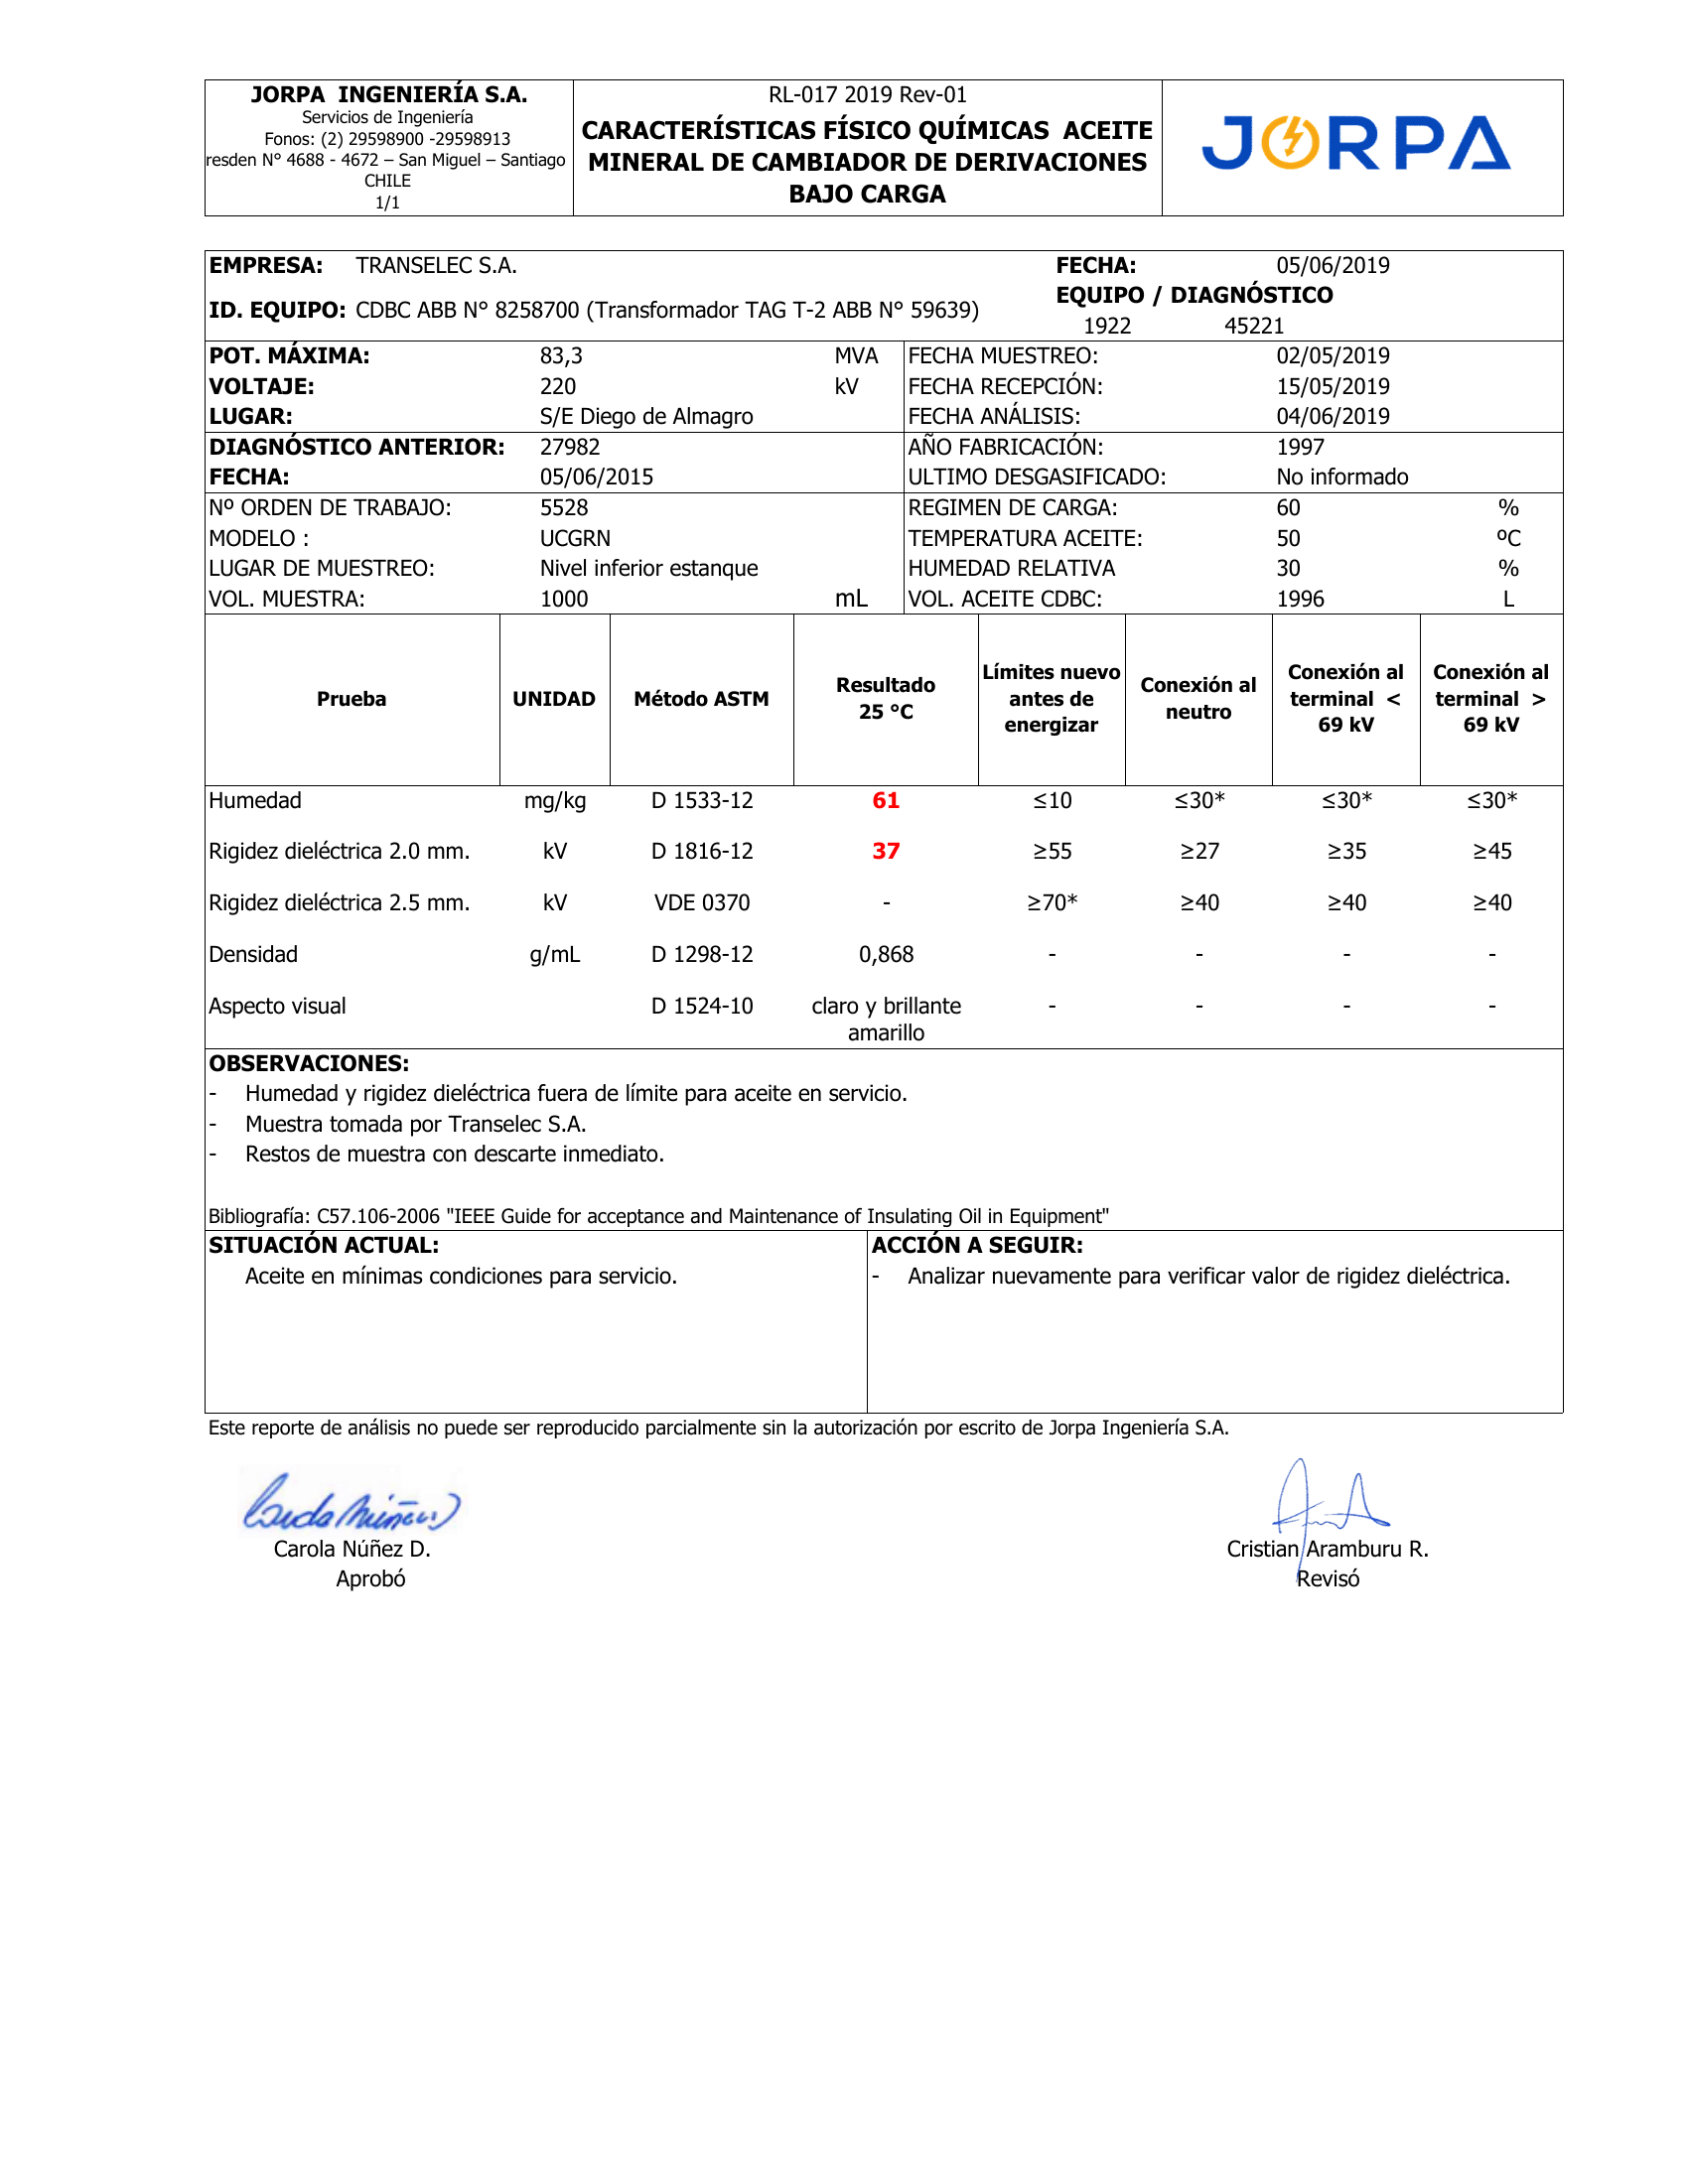 JORPA INGENIERÍA S.A.
Servicios de Ingeniería
Fonos: (2) 29598900 -29598913
resden N° 4688 - 4672 – San Miguel – Santiago
CHILE
1/1
RL-017 2019 Rev-01
CARACTERÍSTICAS FÍSICO QUÍMICAS ACEITE
MINERAL DE CAMBIADOR DE DERIVACIONES
BAJO CARGA
JORPA
EMPRESA: TRANSELEC S.A. FECHA: 05/06/2019
ID. EQUIPO: CDBC ABB N° 8258700 (Transformador TAG T-2 ABB N° 59639) EQUIPO / DIAGNÓSTICO
1922 45221
POT. MÁXIMA: 83,3 MVA FECHA MUESTREO: 02/05/2019
VOLTAJE: 220 kV FECHA RECEPCIÓN: 15/05/2019
LUGAR: S/E Diego de Almagro FECHA ANÁLISIS: 04/06/2019
DIAGNÓSTICO ANTERIOR: 27982 AÑO FABRICACIÓN: 1997
FECHA: 05/06/2015 ULTIMO DESGASIFICADO: No informado
Nº ORDEN DE TRABAJO: 5528 REGIMEN DE CARGA: 60 %
MODELO : UCGRN TEMPERATURA ACEITE: 50 ºC
LUGAR DE MUESTREO: Nivel inferior estanque HUMEDAD RELATIVA 30 %
VOL. MUESTRA: 1000 mL VOL. ACEITE CDBC: 1996 L
Prueba UNIDAD Método ASTM Resultado 25 °C Límites nuevo antes de energizar Conexión al neutro Conexión al terminal < 69 kV Conexión al terminal > 69 kV
Humedad mg/kg D 1533-12 61 ≤10 ≤30* ≤30* ≤30*
Rigidez dieléctrica 2.0 mm. kV D 1816-12 37 ≥55 ≥27 ≥35 ≥45
Rigidez dieléctrica 2.5 mm. kV VDE 0370 - ≥70* ≥40 ≥40 ≥40
Densidad g/mL D 1298-12 0,868 - - - -
Aspecto visual D 1524-10 claro y brillante - - - -
amarillo
OBSERVACIONES:
- Humedad y rigidez dieléctrica fuera de límite para aceite en servicio.
- Muestra tomada por Transelec S.A.
- Restos de muestra con descarte inmediato.
Bibliografía: C57.106-2006 "IEEE Guide for acceptance and Maintenance of Insulating Oil in Equipment"
SITUACIÓN ACTUAL: ACCIÓN A SEGUIR:
Aceite en mínimas condiciones para servicio. - Analizar nuevamente para verificar valor de rigidez dieléctrica.
Este reporte de análisis no puede ser reproducido parcialmente sin la autorización por escrito de Jorpa Ingeniería S.A.
Carola Núñez D. Cristian Aramburu R.
Aprobó Revisó